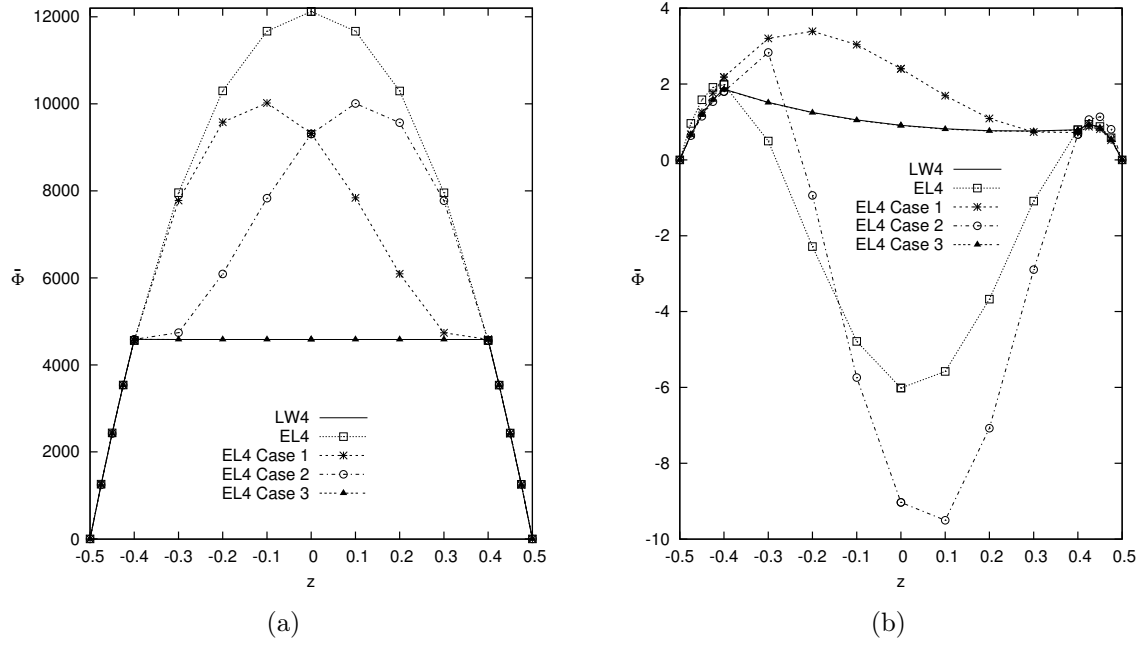 12000
10000
8000
6000
4000
2000
0
Φ̄
LW4
EL4
EL4 Case 1
EL4 Case 2
EL4 Case 3
-0.5 -0.4 -0.3 -0.2 -0.1 0 0.1 0.2 0.3 0.4 0.5
z
(a)
4
2
0
-2
-4
-6
-8
-10
Φ̄
LW4
EL4
EL4 Case 1
EL4 Case 2
EL4 Case 3
-0.5 -0.4 -0.3 -0.2 -0.1 0 0.1 0.2 0.3 0.4 0.5
z
(b)